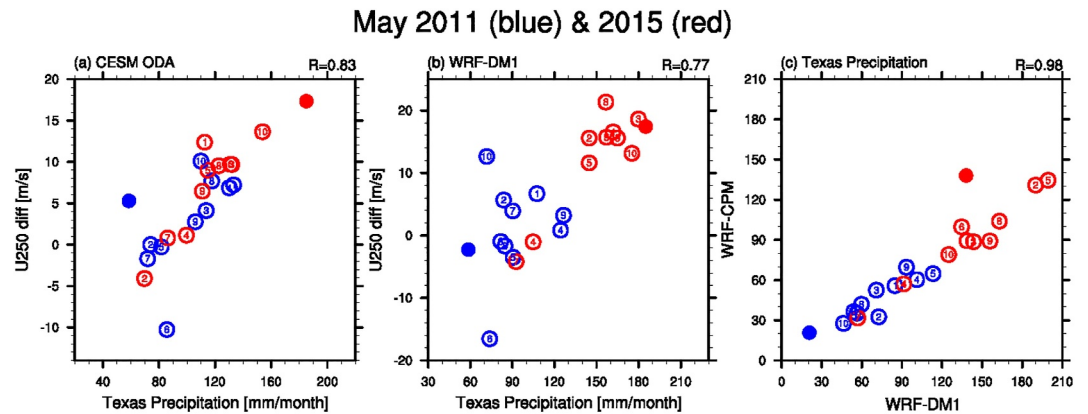 May 2011 (blue) & 2015 (red)
(a) CESM ODA R=0.83
(b) WRF-DM1 R=0.77
(c) Texas Precipitation R=0.98
U250 diff [m/s]
20
15
10
5
0
-5
-10
40 80 120 160 200
Texas Precipitation [mm/month]
U250 diff [m/s]
20
10
0
-10
-20
30 60 90 120 150 180 210
Texas Precipitation [mm/month]
WRF-CPM
210
180
150
120
90
60
30
0
0 30 60 90 120 150 180 210
WRF-DM1